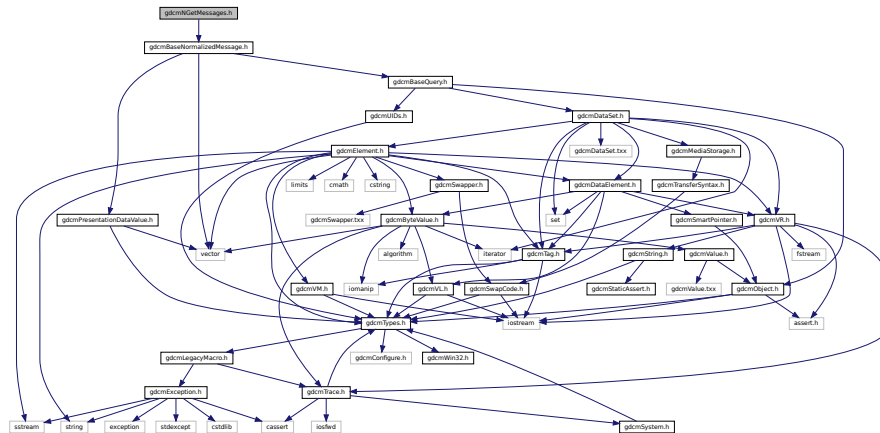 gdcmNGetMessages.h
gdcmBaseNormalizedMessage.h
gdcmBaseQuery.h
gdcmUIDs.h
gdcmDataSet.h
gdcmElement.h
gdcmDataSet.txx
gdcmMediaStorage.h
limits
cmath
cstring
gdcmSwapper.h
gdcmDataElement.h
gdcmTransferSyntax.h
gdcmPresentationDataValue.h
gdcmSwapper.txx
gdcmByteValue.h
set
gdcmSmartPointer.h
gdcmVR.h
vector
algorithm
iterator
gdcmTag.h
gdcmString.h
gdcmValue.h
fstream
gdcmVM.h
iomanip
gdcmVL.h
gdcmSwapCode.h
gdcmStaticAssert.h
gdcmValue.txx
gdcmObject.h
gdcmTypes.h
iostream
assert.h
gdcmLegacyMacro.h
gdcmConfigure.h
gdcmWin32.h
gdcmException.h
gdcmTrace.h
sstream
string
exception
stdexcept
cstdlib
cassert
iosfwd
gdcmSystem.h